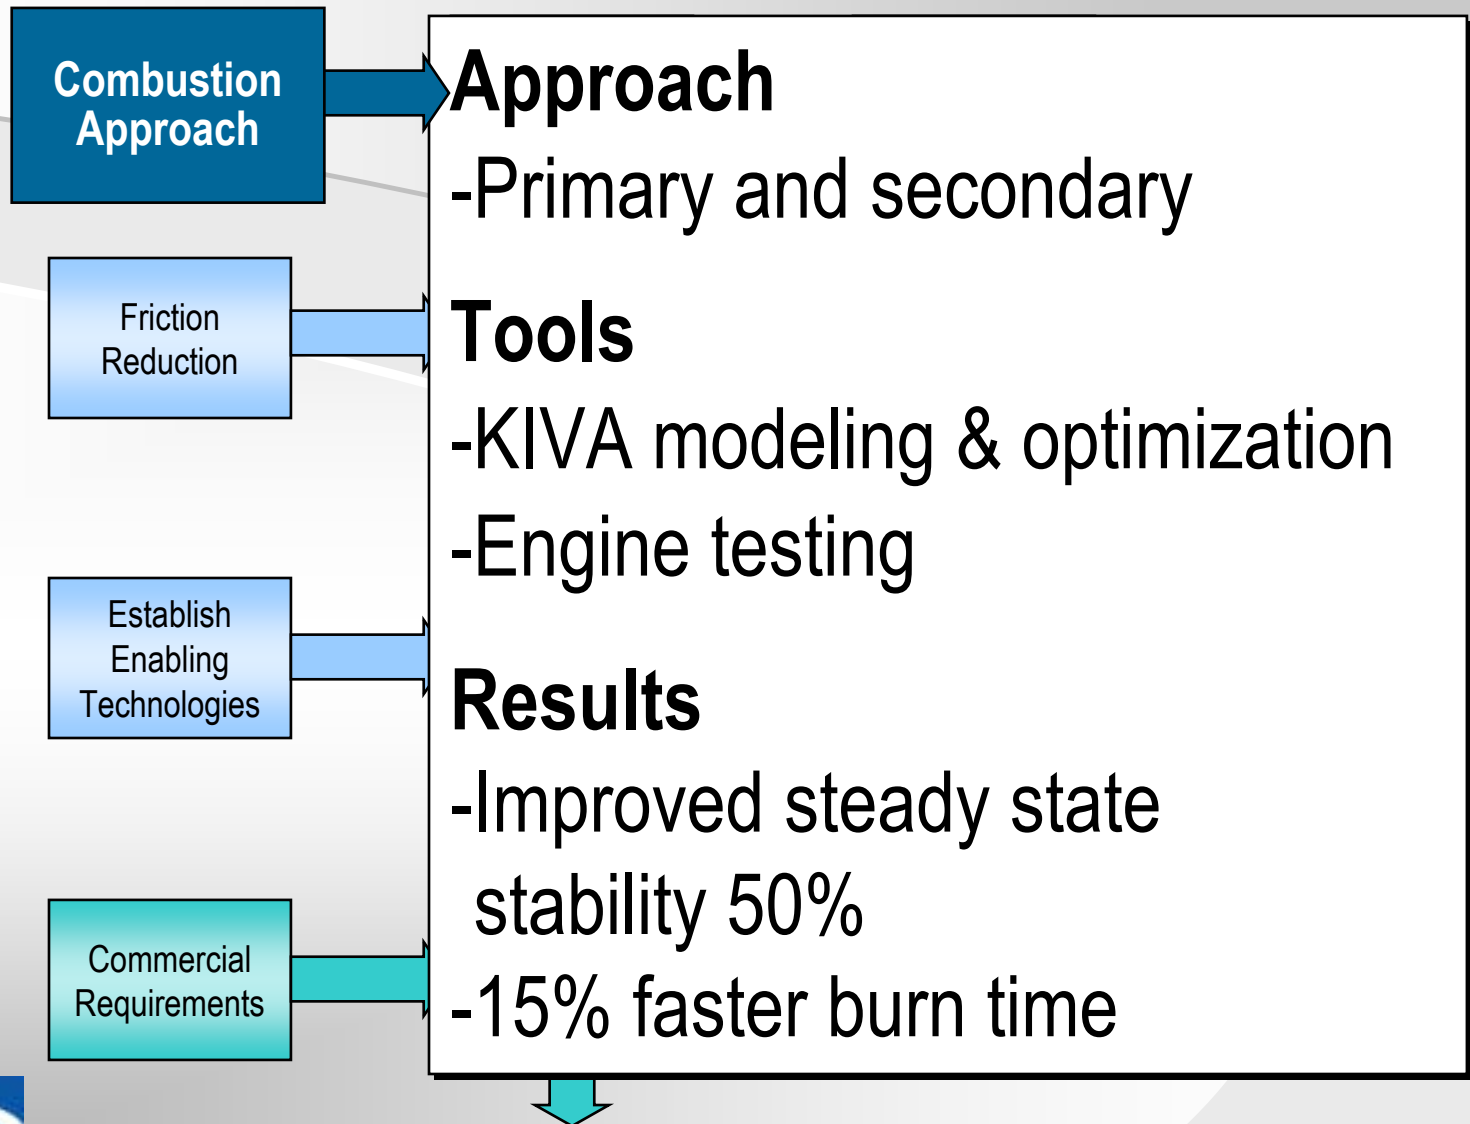 Combustion
Approach
Friction
Reduction
Establish
Enabling
Technologies
Commercial
Requirements
Approach
-Primary and secondary
Tools
-KIVA modeling & optimization
-Engine testing
Results
-Improved steady state
stability 50%
-15% faster burn time